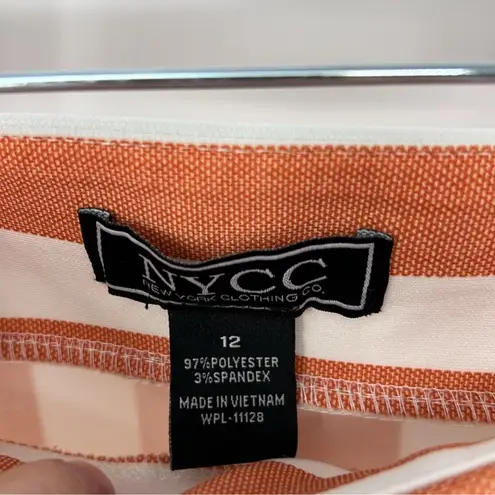 NYCC
NEW YORK CLOTHING CO.
12
97%POLYESTER
3%SPANDEX
MADE IN VIETNAM
WPL-11128